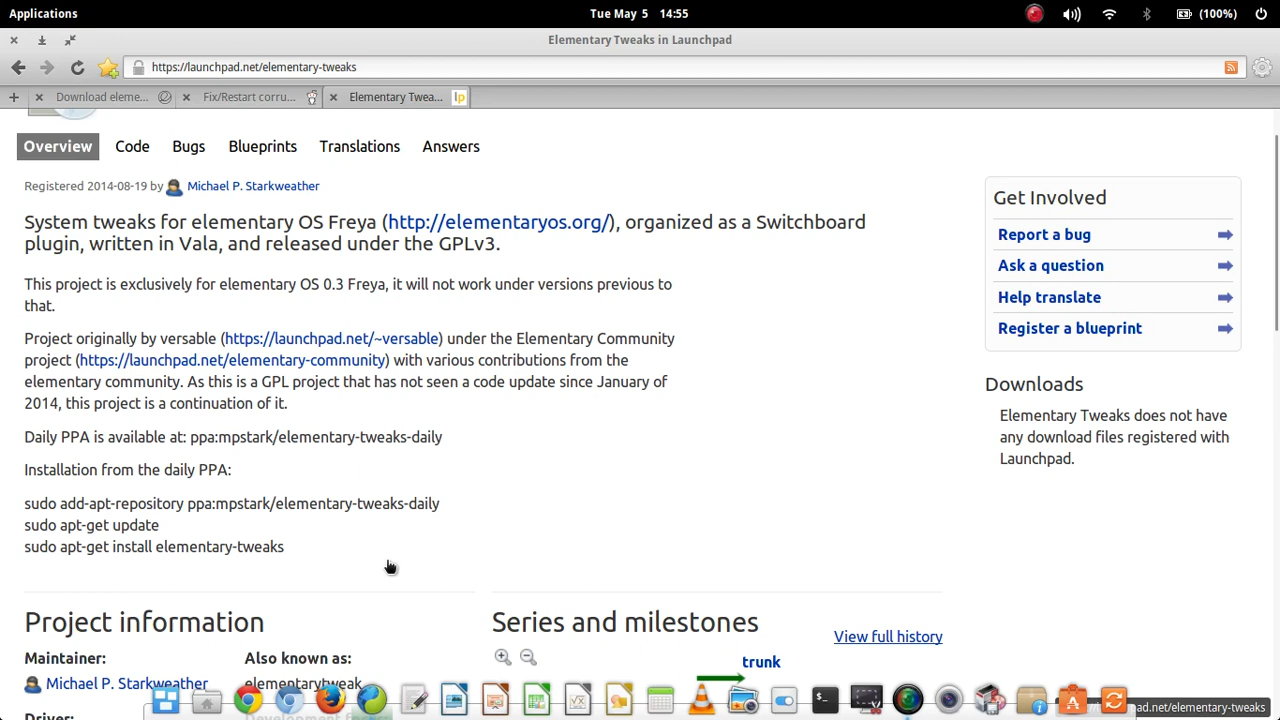 Applications
Tue May 5 14:55
(100%)
Elementary Tweaks in Launchpad
https://launchpad.net/elementary-tweaks
Download eleme...
Fix/Restart corru...
Elementary Twea...
lp
Overview
Code
Bugs
Blueprints
Translations
Answers
Registered 2014-08-19 by Michael P. Starkweather
System tweaks for elementary OS Freya (http://elementaryos.org/), organized as a Switchboard
plugin, written in Vala, and released under the GPLv3.
This project is exclusively for elementary OS 0.3 Freya, it will not work under versions previous to
that.
Project originally by versable (https://launchpad.net/~versable) under the Elementary Community
project (https://launchpad.net/elementary-community) with various contributions from the
elementary community. As this is a GPL project that has not seen a code update since January of
2014, this project is a continuation of it.
Daily PPA is available at: ppa:mpstark/elementary-tweaks-daily
Installation from the daily PPA:
sudo add-apt-repository ppa:mpstark/elementary-tweaks-daily
sudo apt-get update
sudo apt-get install elementary-tweaks
Get Involved
Report a bug
Ask a question
Help translate
Register a blueprint
Downloads
Elementary Tweaks does not have
any download files registered with
Launchpad.
Project information
Maintainer:
Michael P. Starkweather
Driver:
Also known as:
elementarytweak
Series and milestones
View full history
trunk
pad.net/elementary-tweaks